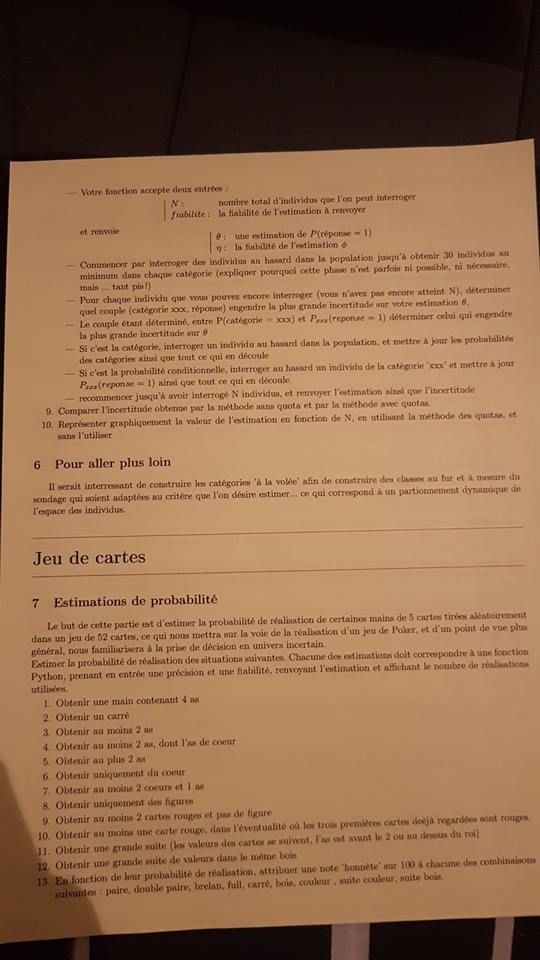 — Votre fonction accepte deux entrées :
N : nombre total d'individus que l'on peut interroger
fiabilite : la fiabilité de l'estimation à renvoyer
et renvoie
θ : une estimation de P(réponse = 1)
η : la fiabilité de l'estimation ϕ
— Commencer par interroger des individus au hasard dans la population jusqu'à obtenir 30 individus au
minimum dans chaque catégorie (expliquer pourquoi cette phase n'est parfois ni possible, ni nécessaire,
mais ... tant pis!)
— Pour chaque individu que vous pouvez encore interroger (vous n'avez pas encore atteint N), déterminer
quel couple (catégorie xxx, réponse) engendre la plus grande incertitude sur votre estimation θ.
— Le couple étant déterminé, entre P(catégorie = xxx) et Pxxx(reponse = 1) déterminer celui qui engendre
la plus grande incertitude sur θ
— Si c'est la catégorie, interroger un individu au hasard dans la population, et mettre à jour les probabilités
des catégories ainsi que tout ce qui en découle
— Si c'est la probabilité conditionnelle, interroger au hasard un individu de la catégorie 'xxx' et mettre à jour
Pxxx(reponse = 1) ainsi que tout ce qui en découle.
— recommencer jusqu'à avoir interrogé N individus, et renvoyer l'estimation ainsi que l'incertitude
9. Comparer l'incertitude obtenue par la méthode sans quota et par la méthode avec quotas.
10. Représenter graphiquement la valeur de l'estimation en fonction de N, en utilisant la méthode des quotas, et
sans l'utiliser
6 Pour aller plus loin
Il serait interressant de construire les catégories 'à la volée' afin de construire des classes au fur et à mesure du
sondage qui soient adaptées au critère que l'on désire estimer... ce qui correspond à un partionnement dynamique de
l'espace des individus.
Jeu de cartes
7 Estimations de probabilité
Le but de cette partie est d'estimer la probabilité de réalisation de certaines mains de 5 cartes tirées aléatoirement
dans un jeu de 52 cartes, ce qui nous mettra sur la voie de la réalisation d'un jeu de Poker, et d'un point de vue plus
général, nous familiarisera à la prise de décision en univers incertain.
Estimer la probabilité de réalisation des situations suivantes. Chacune des estimations doit correspondre à une fonction
Python, prenant en entrée une précision et une fiabilité, renvoyant l'estimation et affichant le nombre de réalisations
utilisées.
1. Obtenir une main contenant 4 as
2. Obtenir un carré
3. Obtenir au moins 2 as
4. Obtenir au moins 2 as, dont l'as de coeur
5. Obtenir au plus 2 as
6. Obtenir uniquement du coeur
7. Obtenir au moins 2 coeurs et 1 as
8. Obtenir uniquement des figures
9. Obtenir au moins 2 cartes rouges et pas de figure
10. Obtenir au moins une carte rouge, dans l'éventualité où les trois premières cartes deéjà regardées sont rouges.
11. Obtenir une grande suite (les valeurs des cartes se suivent, l'as est avant le 2 ou au dessus du roi)
12. Obtenir une grande suite de valeurs dans le même bois
13. En fonction de leur probabilité de réalisation, attribuer une note 'honnête' sur 100 à chacune des combinaisons
suivantes : paire, double paire, brelan, full, carré, bois, couleur , suite couleur, suite bois.